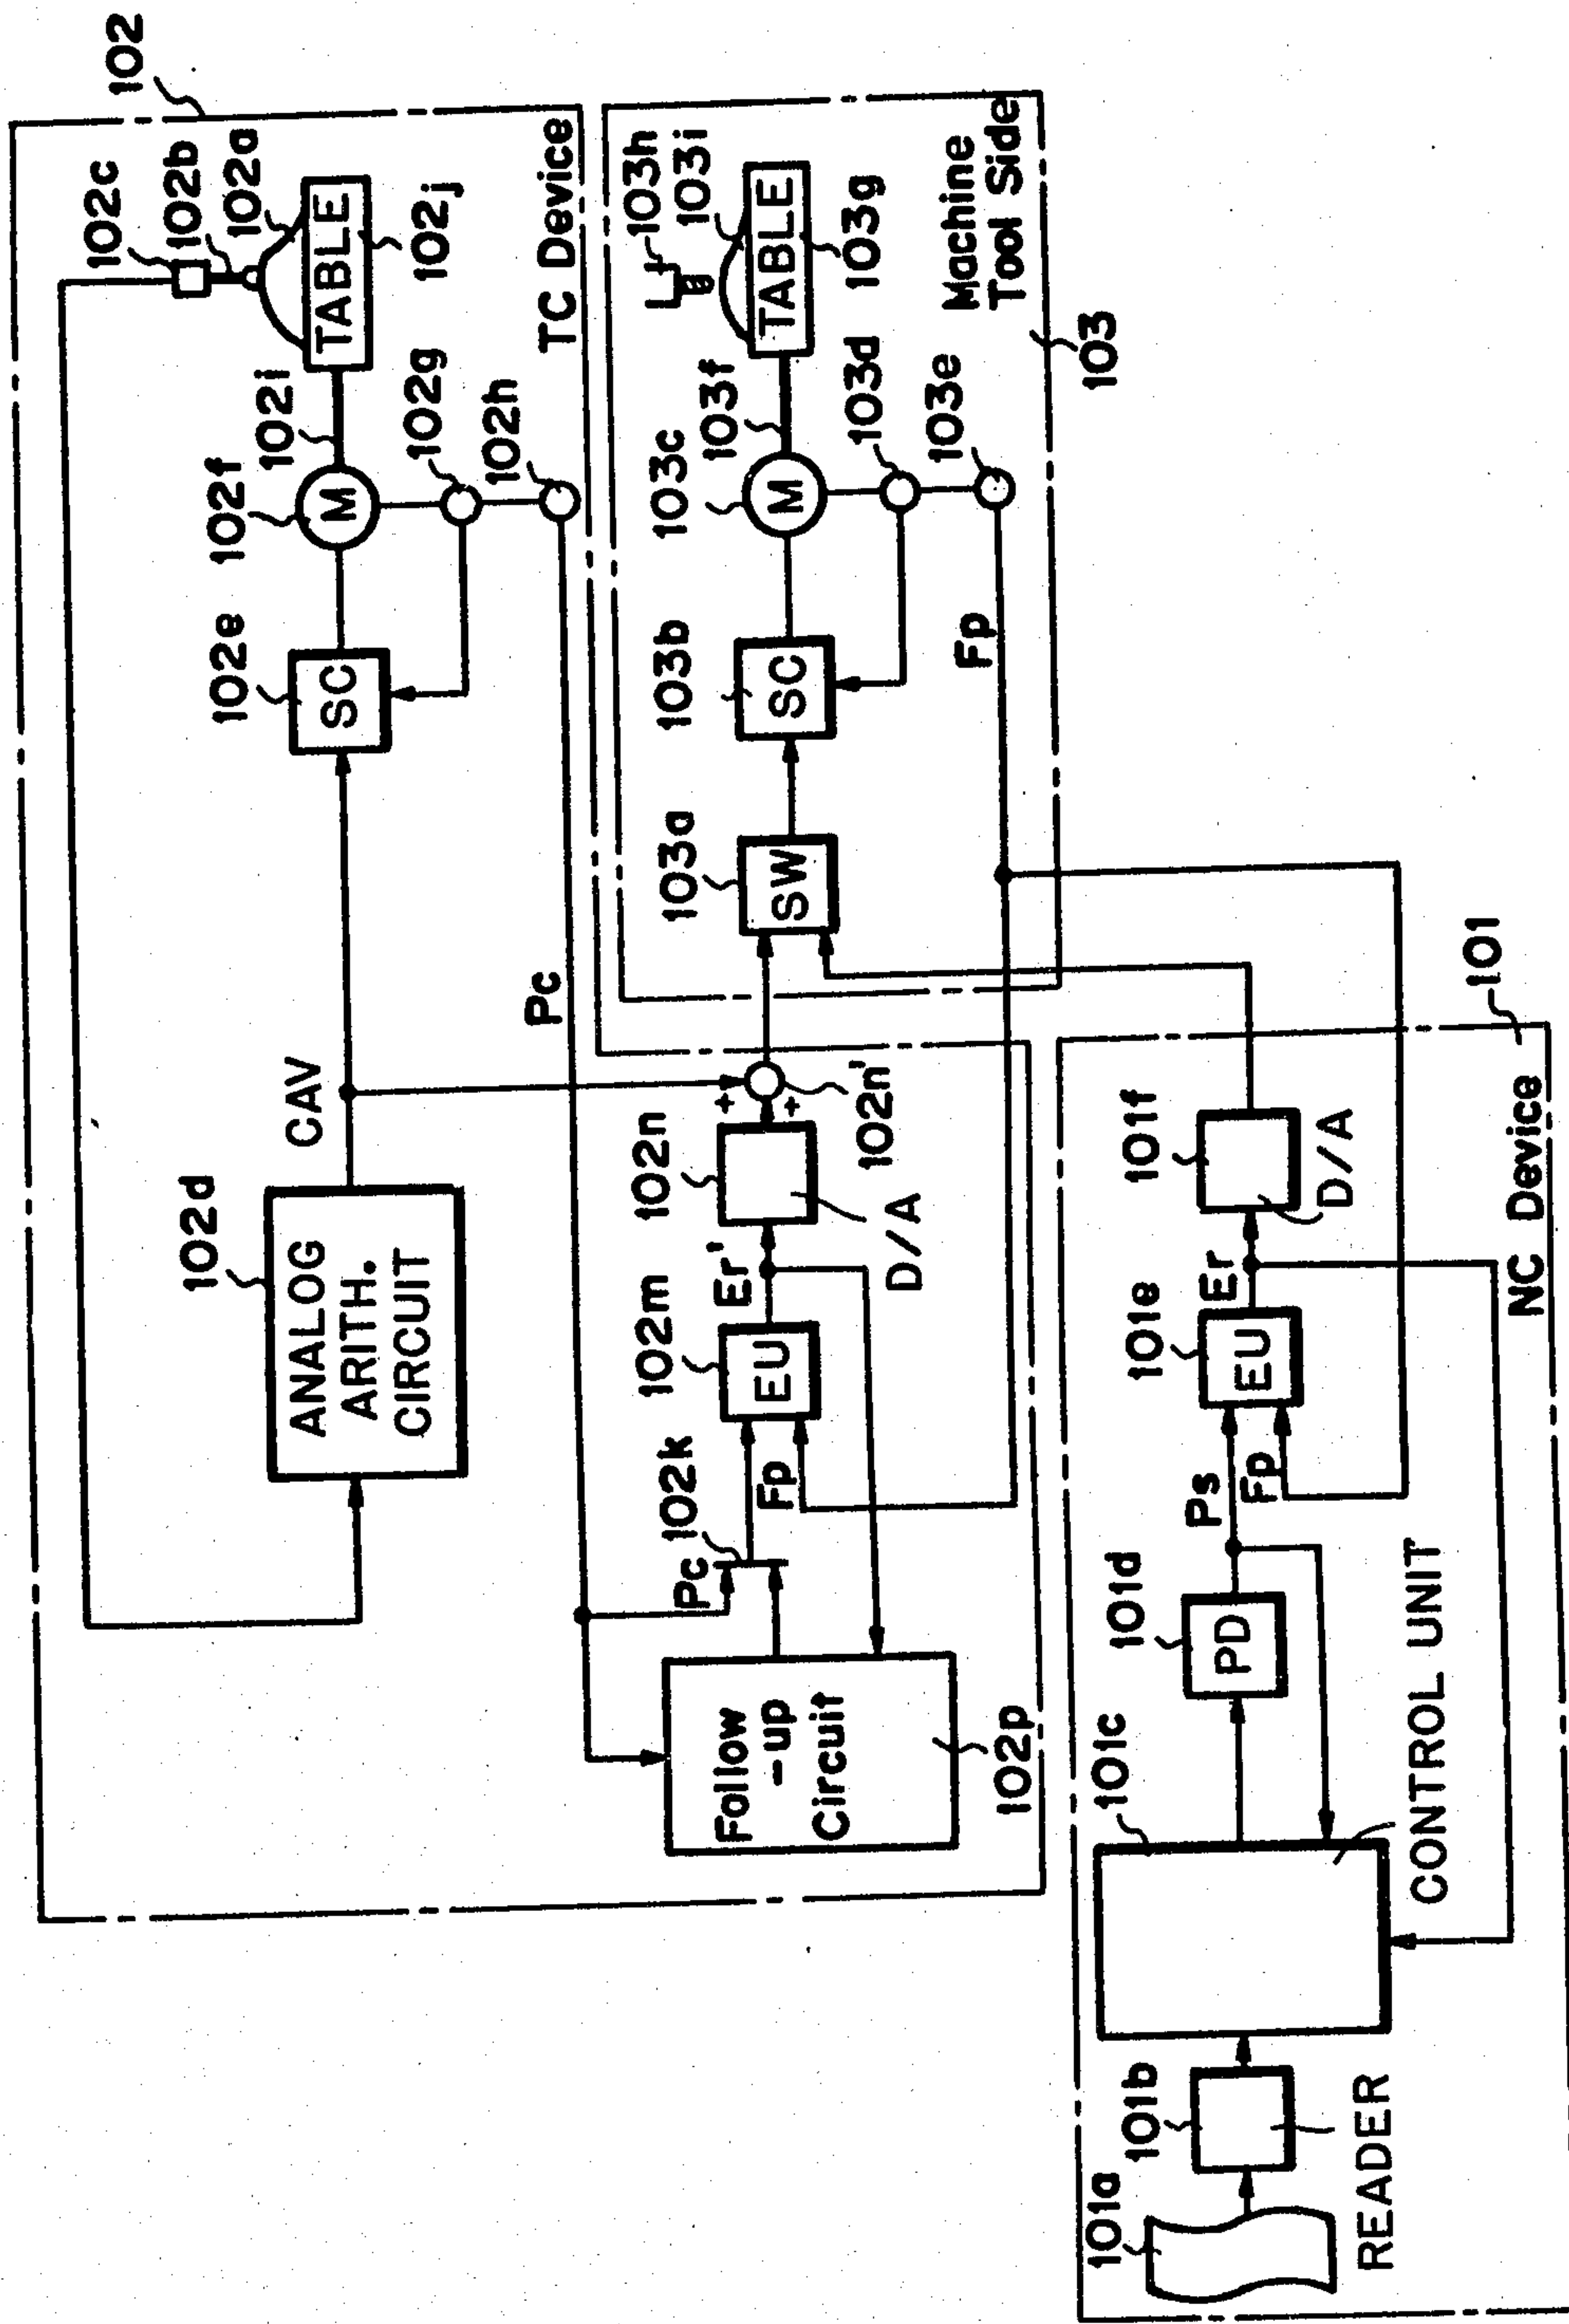 102
102c
102b
102a
TABLE
102j
102i
102f
M
102g
102h
TC Device
102e
SC
CAV
102d
ANALOG
ARITH.
CIRCUIT
Pc
103h
103i
TABLE
103g
Machine
Tool Side
103
103f
103c
M
103d
103e
103b
SC
Fp
103a
SW
102n'
+
+
102n
D/A
Er'
102m
EU
Fp
102k
Pc
Follow
-up
Circuit
102p
101
NC Device
101f
D/A
Er
101e
EU
Ps
Fp
101d
PD
101c
CONTROL UNIT
101b
READER
101a